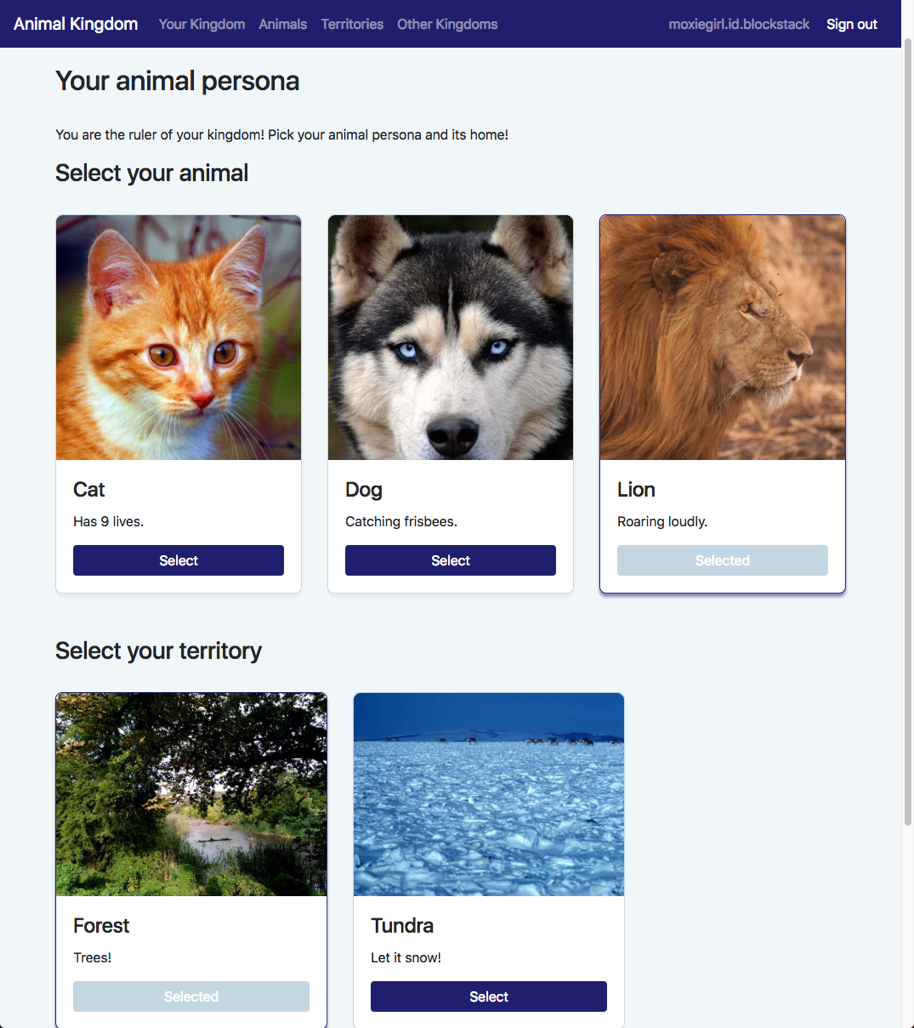 Animal Kingdom Your Kingdom Animals Territories Other Kingdoms moxiegirl.id.blockstack Sign out
Your animal persona
You are the ruler of your kingdom! Pick your animal persona and its home!
Select your animal
Cat Dog Lion
Has 9 lives. Catching frisbees. Roaring loudly.
Select Select Selected
Select your territory
Forest Tundra
Trees! Let it snow!
Selected Select